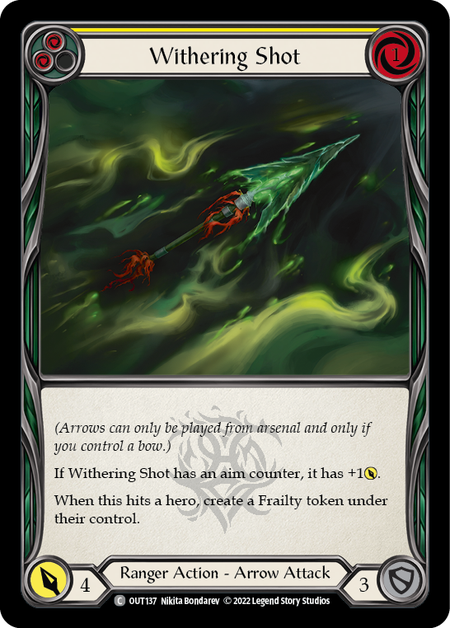 Withering Shot
1
(Arrows can only be played from arsenal and only if
you control a bow.)
If Withering Shot has an aim counter, it has +1.
When this hits a hero, create a Frailty token under
their control.
4
Ranger Action - Arrow Attack
3
C OUT137 Nikita Bondarev © 2022 Legend Story Studios